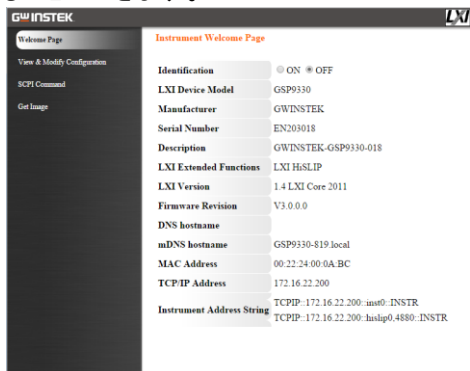 GW INSTEK
LXI
Welcome Page
View & Modify Configuration
SCPI Command
Get Image
Instrument Welcome Page
Identification ON OFF
LXI Device Model GSP9330
Manufacturer GWINSTEK
Serial Number EN203018
Description GWINSTEK-GSP9330-018
LXI Extended Functions LXI HiSLIP
LXI Version 1.4 LXI Core 2011
Firmware Revision V3.0.0.0
DNS hostname
mDNS hostname GSP9330-819.local
MAC Address 00:22:24:00:0A:BC
TCP/IP Address 172.16.22.200
Instrument Address String TCPIP::172.16.22.200::inst0::INSTR
TCPIP::172.16.22.200::hislip0,4880::INSTR